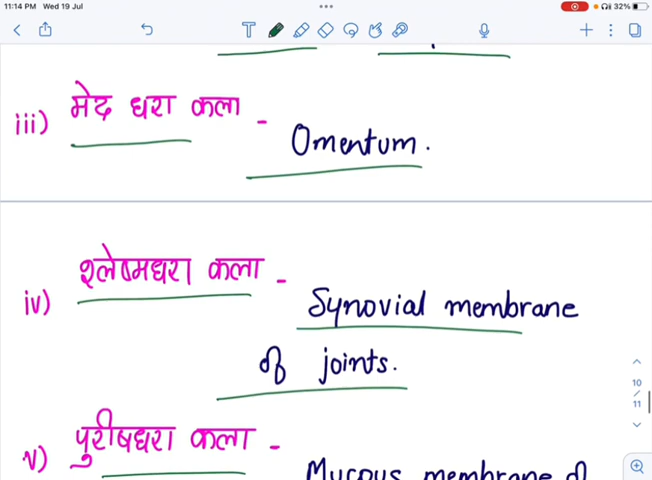 11:14 PM Wed 19 Jul
32%
iii) मेद धरा कला -
Omentum.
iv) श्लेष्मधरा कला -
Synovial membrane
of joints.
10
/
11
v) पुरीषधरा कला -
Mucous membrane of